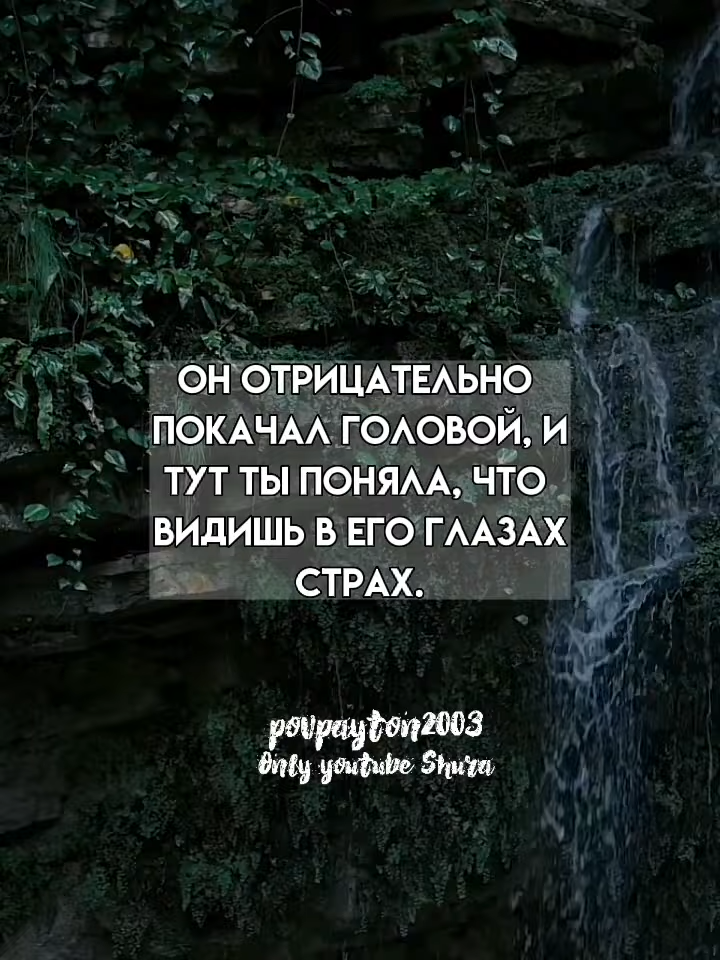 ОН ОТРИЦАТЕЛЬНО
ПОКАЧАЛ ГОЛОВОЙ, И
ТУТ ТЫ ПОНЯЛА, ЧТО
ВИДИШЬ В ЕГО ГЛАЗАХ
СТРАХ.
povpayton2003
Only youtube Shura